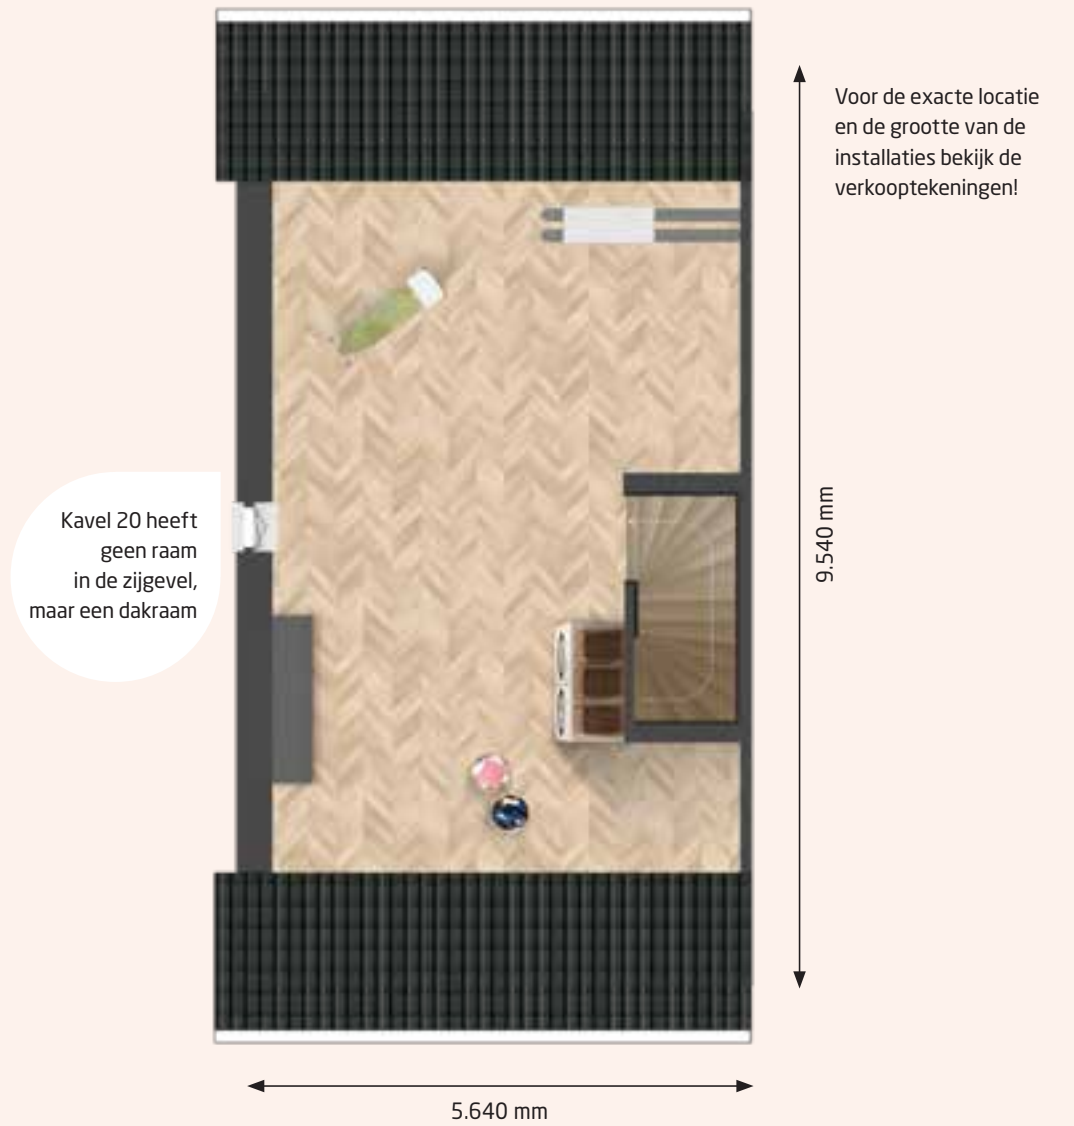 Voor de exacte locatie
en de grootte van de
installaties bekijk de
verkooptekeningen!
Kavel 20 heeft
geen raam
in de zijgevel,
maar een dakraam
9.540 mm
5.640 mm